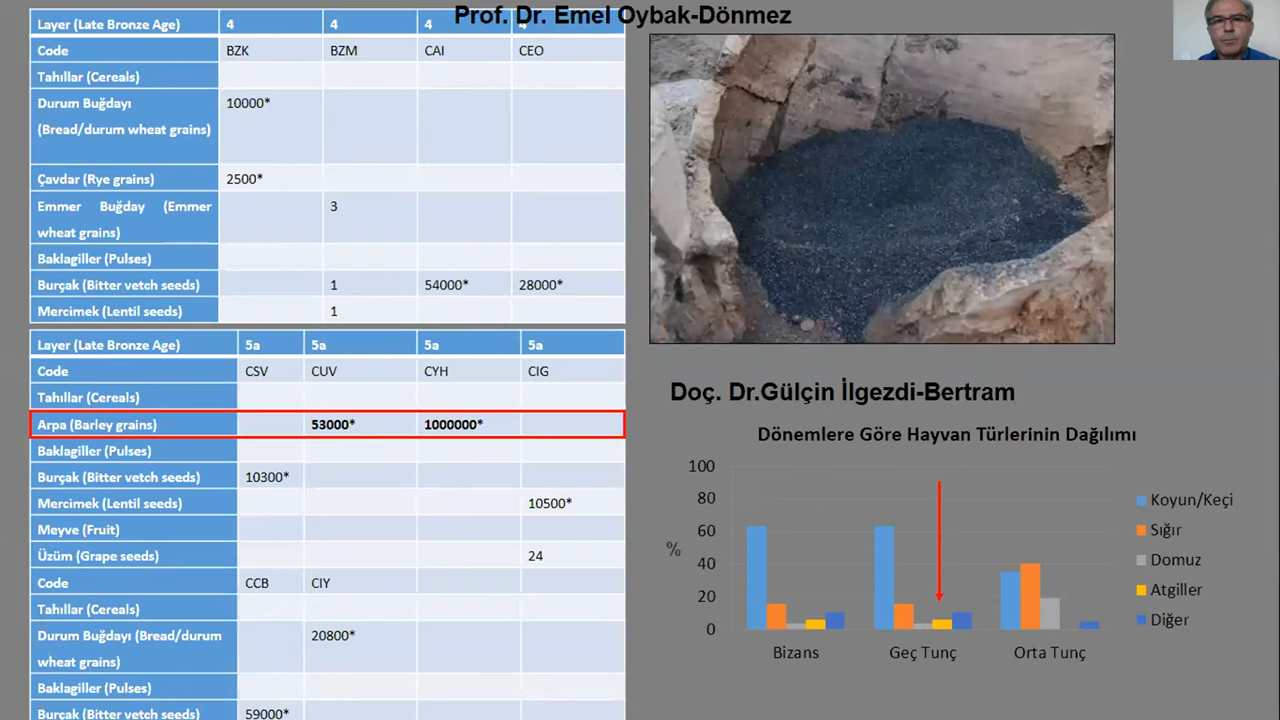 Prof. Dr. Emel Oybak-Dönmez
Layer (Late Bronze Age) 4 4 4 4
Code BZK BZM CAI CEO
Tahıllar (Cereals)
Durum Buğdayı 10000*
(Bread/durum wheat grains)
Çavdar (Rye grains) 2500*
Emmer Buğday (Emmer 3
wheat grains)
Baklagiller (Pulses)
Burçak (Bitter vetch seeds) 1 54000* 28000*
Mercimek (Lentil seeds) 1
Layer (Late Bronze Age) 5a 5a 5a 5a
Code CSV CUV CYH CIG
Tahıllar (Cereals)
Arpa (Barley grains) 53000* 1000000*
Baklagiller (Pulses)
Burçak (Bitter vetch seeds) 10300*
Mercimek (Lentil seeds) 10500*
Meyve (Fruit)
Üzüm (Grape seeds) 24
Code CCB CIY
Tahıllar (Cereals)
Durum Buğdayı (Bread/durum 20800*
wheat grains)
Baklagiller (Pulses)
Burçak (Bitter vetch seeds) 59000*
Doç. Dr.Gülçin İlgezdi-Bertram
Dönemlere Göre Hayvan Türlerinin Dağılımı
100
80
60
40
20
0
%
Bizans Geç Tunç Orta Tunç
Koyun/Keçi
Sığır
Domuz
Atgiller
Diğer